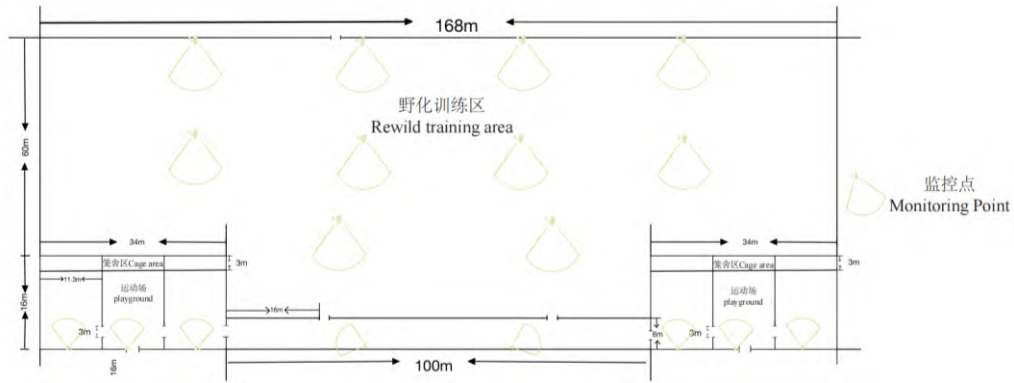 168m
野化训练区
Rewild training area
60m
监控点
Monitoring Point
34m
34m
笼舍区Cage area
3m
笼舍区Cage area
3m
11.3m
运动场
playground
运动场
playground
16m
16m
3m
6m
3m
16m
100m